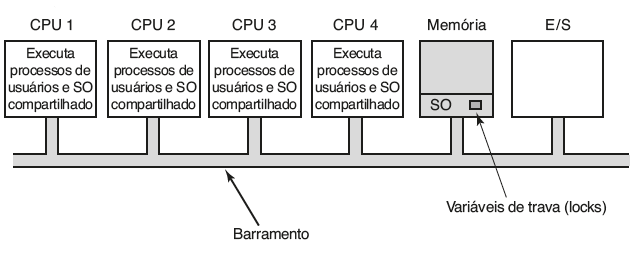 CPU 1
CPU 2
CPU 3
CPU 4
Memória
E/S
Executa
processos de
usuários e SO
compartilhado
Executa
processos de
usuários e SO
compartilhado
Executa
processos de
usuários e SO
compartilhado
Executa
processos de
usuários e SO
compartilhado
SO
Variáveis de trava (locks)
Barramento